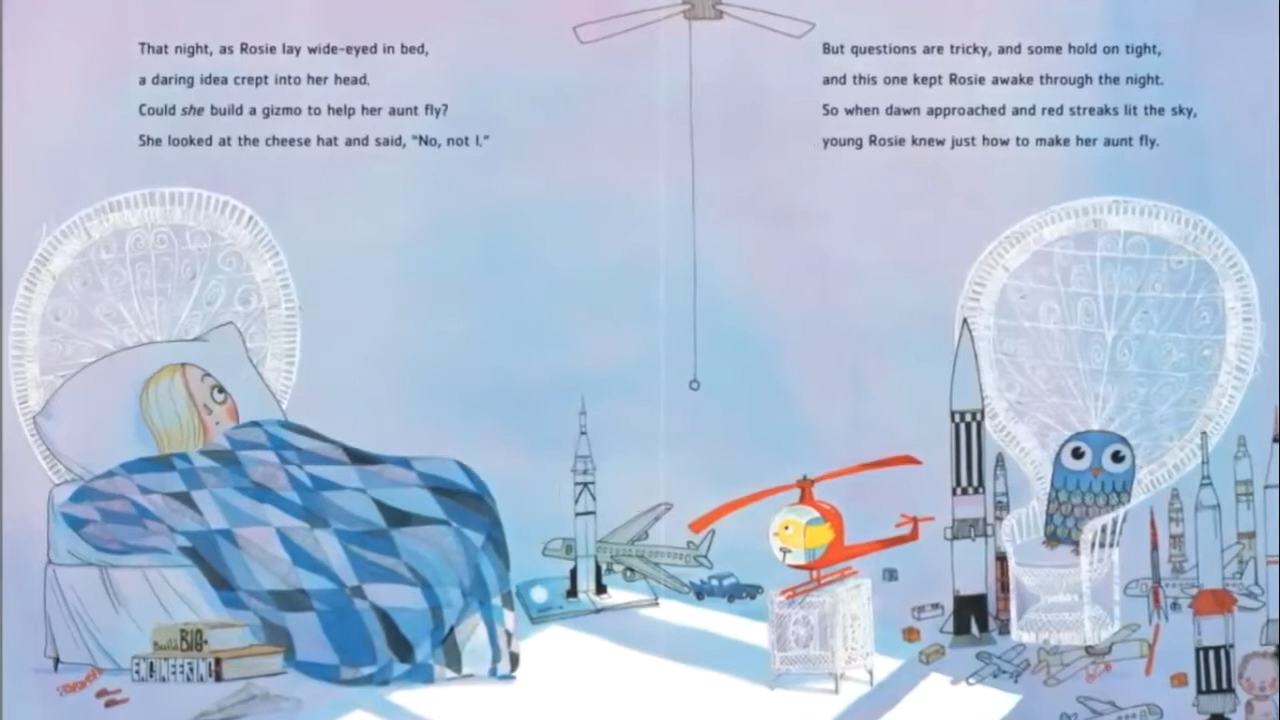 That night, as Rosie lay wide-eyed in bed,
a daring idea crept into her head.
Could she build a gizmo to help her aunt fly?
She looked at the cheese hat and said, "No, not I."
But questions are tricky, and some hold on tight,
and this one kept Rosie awake through the night.
So when dawn approached and red streaks lit the sky,
young Rosie knew just how to make her aunt fly.
Build BIG
ENGINEERING